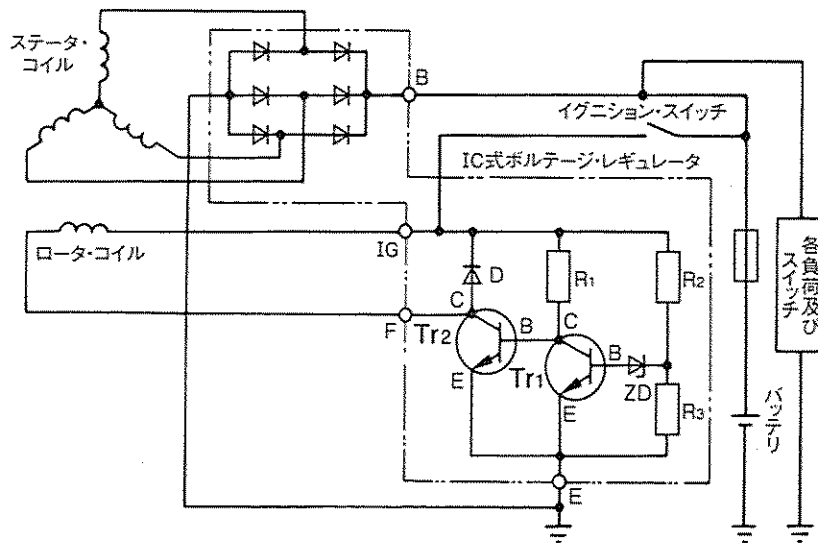 ステータ・
コイル
B
イグニション・スイッチ
IC式ボルテージ・レギュレータ
ロータ・コイル
IG
D
R₁
R₂
各負荷及び
スイッチ
C
F
Tr₂
B
C
E
Tr₁
B
ZD
E
R₃
バッテリ
E